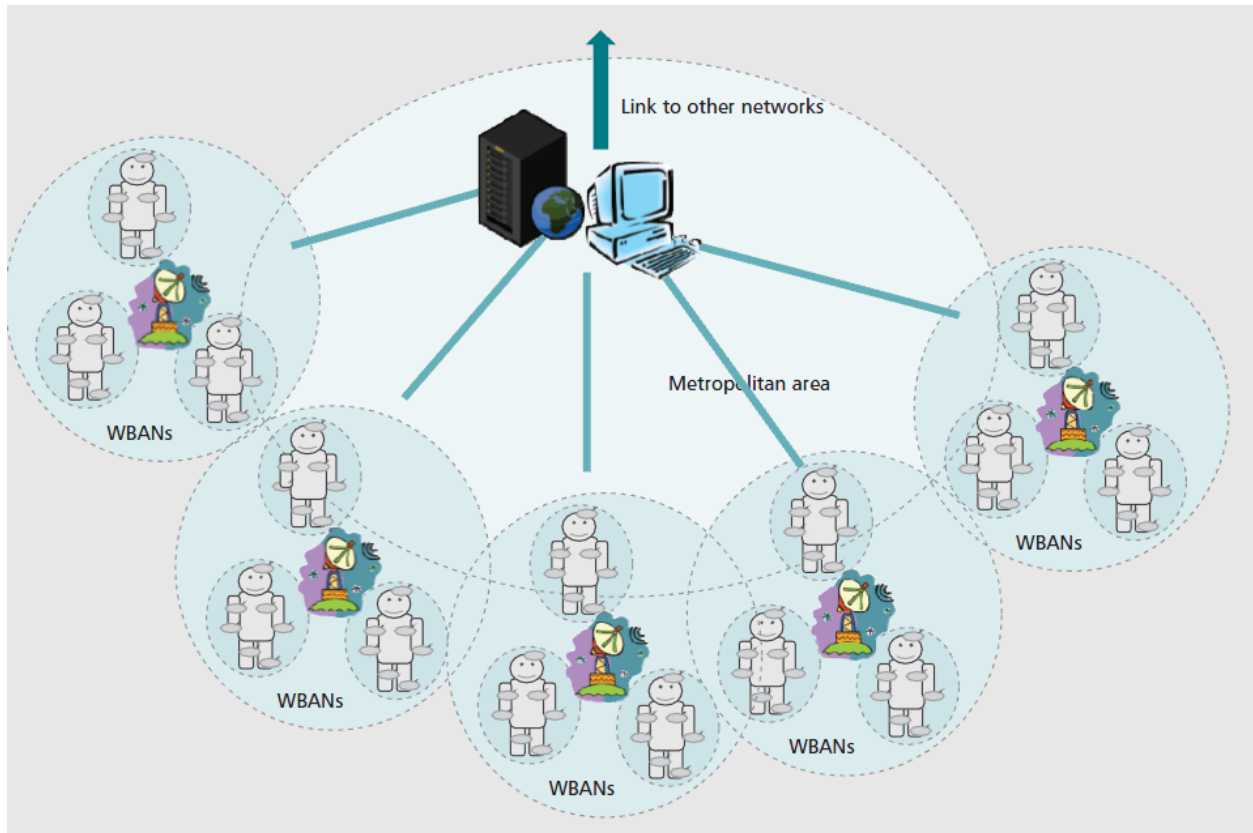 Link to other networks
Metropolitan area
WBANs
WBANs
WBANs
WBANs
WBANs